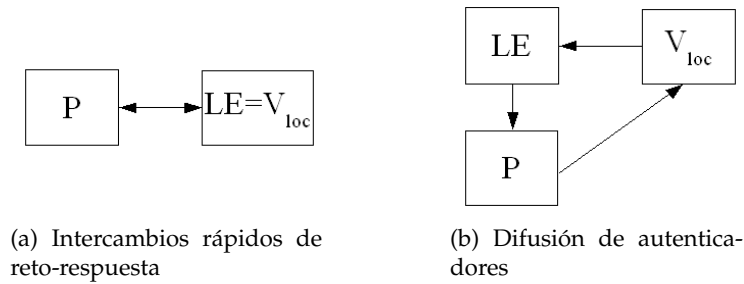 P
LE=V_loc
LE
V_loc
P
(a) Intercambios rápidos de
reto-respuesta
(b) Difusión de autentica-
dores